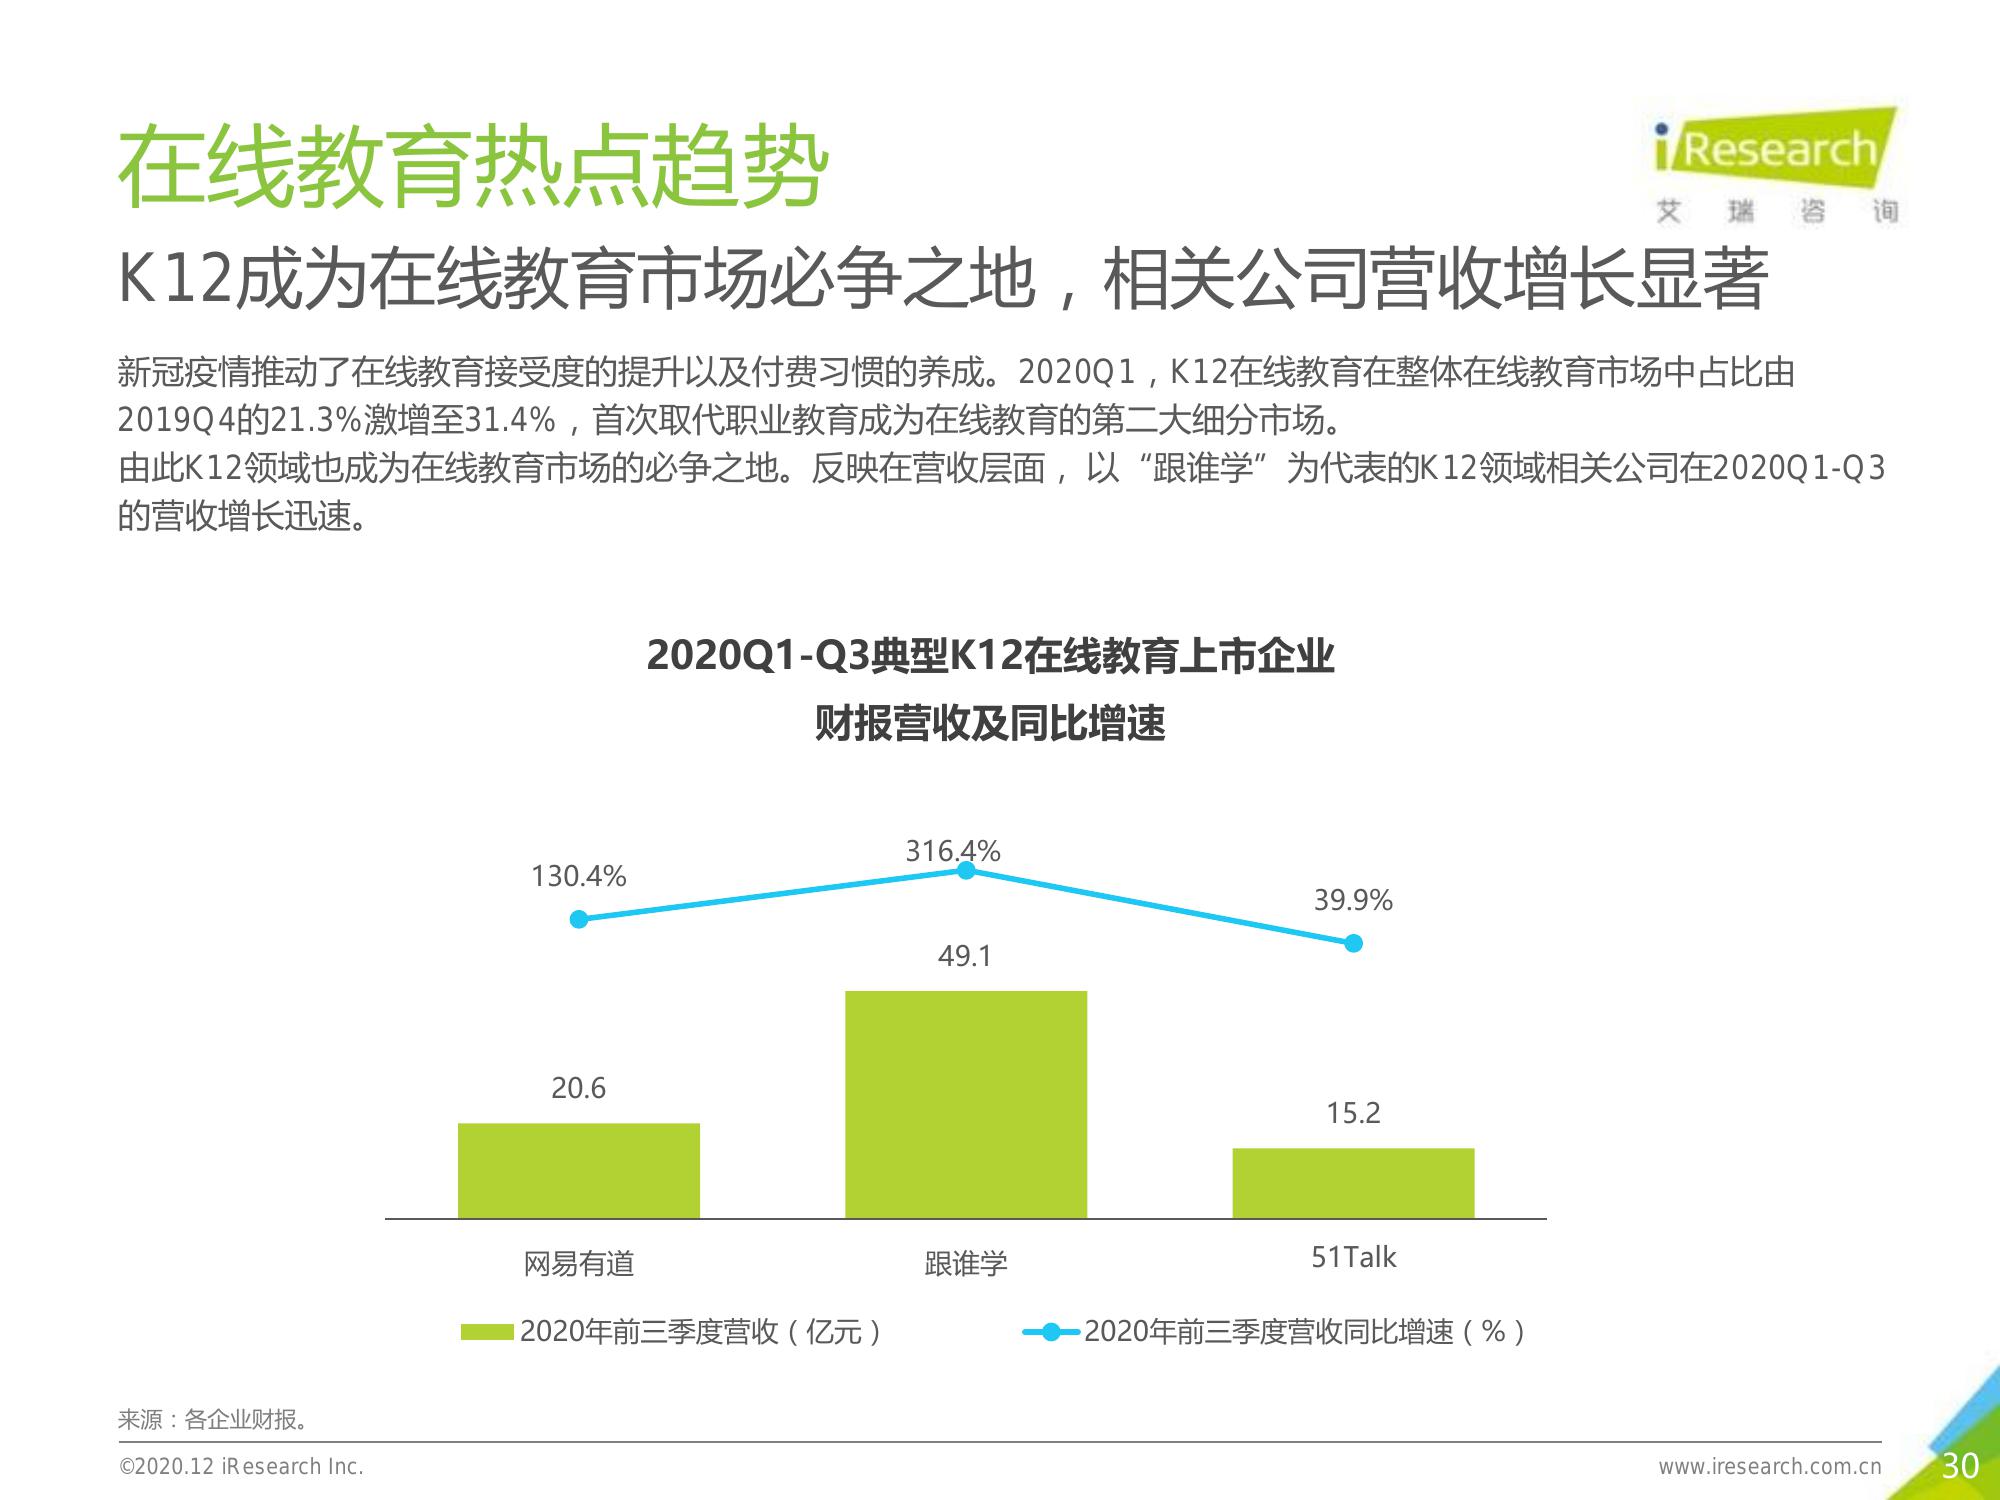 iResearch
艾瑞咨询
在线教育热点趋势
K12成为在线教育市场必争之地，相关公司营收增长显著
新冠疫情推动了在线教育接受度的提升以及付费习惯的养成。2020Q1，K12在线教育在整体在线教育市场中占比由
2019Q4的21.3%激增至31.4%，首次取代职业教育成为在线教育的第二大细分市场。
由此K12领域也成为在线教育市场的必争之地。反映在营收层面，以“跟谁学”为代表的K12领域相关公司在2020Q1-Q3
的营收增长迅速。
2020Q1-Q3典型K12在线教育上市企业
财报营收及同比增速
130.4%
316.4%
39.9%
20.6
49.1
15.2
网易有道
跟谁学
51Talk
2020年前三季度营收（亿元）
2020年前三季度营收同比增速（%）
来源：各企业财报。
©2020.12 iResearch Inc.
www.iresearch.com.cn
30